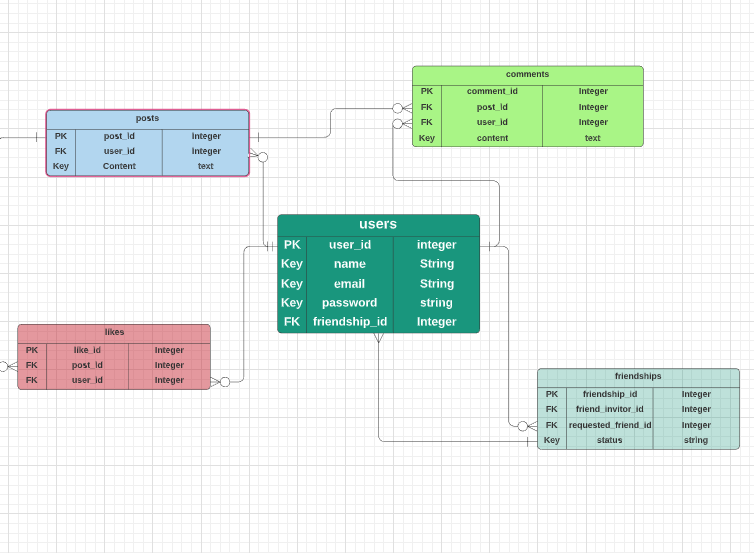 comments
PK comment_id Integer
FK post_id Integer
FK user_id Integer
Key content text
posts
PK post_id integer
FK user_id integer
Key Content text
users
PK user_id integer
Key name String
Key email String
Key password string
FK friendship_id Integer
likes
PK like_id Integer
FK post_id Integer
FK user_id Integer
friendships
PK friendship_id Integer
FK friend_invitor_id Integer
FK requested_friend_id Integer
Key status string